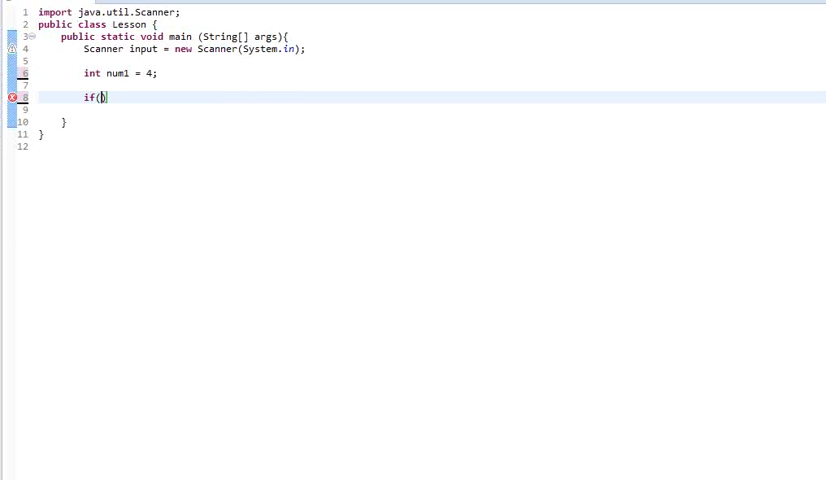 1 import java.util.Scanner;
2 public class Lesson {
3 public static void main (String[] args){
4 Scanner input = new Scanner(System.in);
5
6 int num1 = 4;
7
8 if()
9
10 }
11 }
12